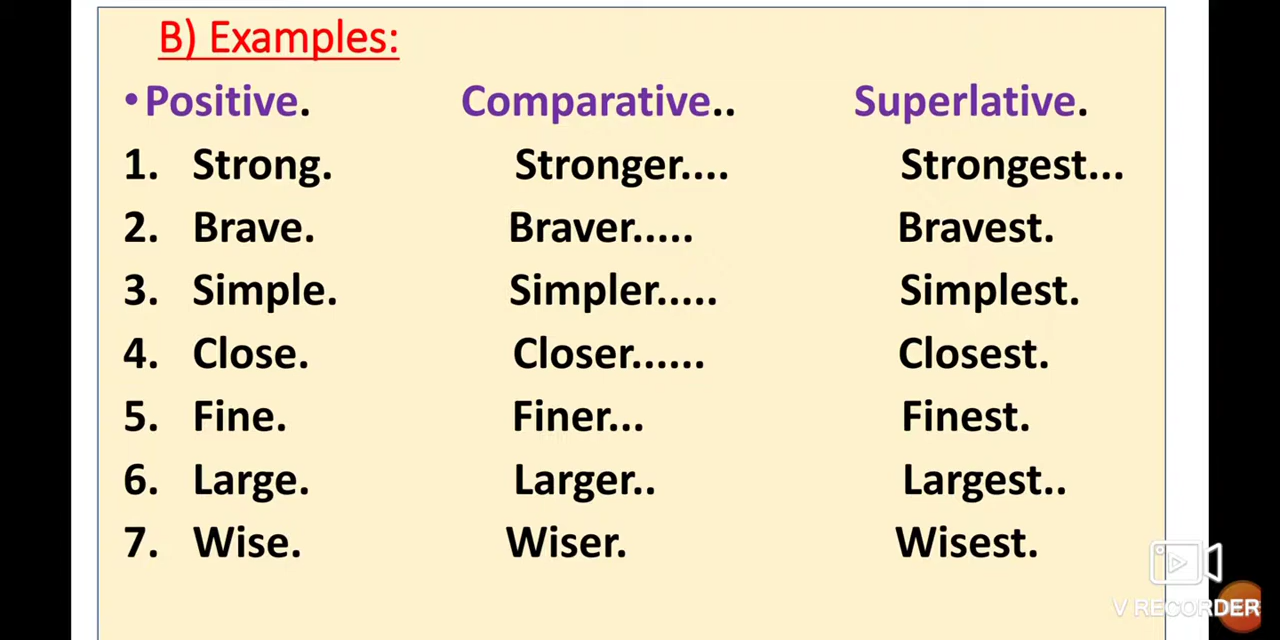 B) Examples:
•Positive. Comparative.. Superlative.
1. Strong. Stronger.... Strongest...
2. Brave. Braver..... Bravest.
3. Simple. Simpler..... Simplest.
4. Close. Closer...... Closest.
5. Fine. Finer... Finest.
6. Large. Larger.. Largest..
7. Wise. Wiser. Wisest.
V RECORDER